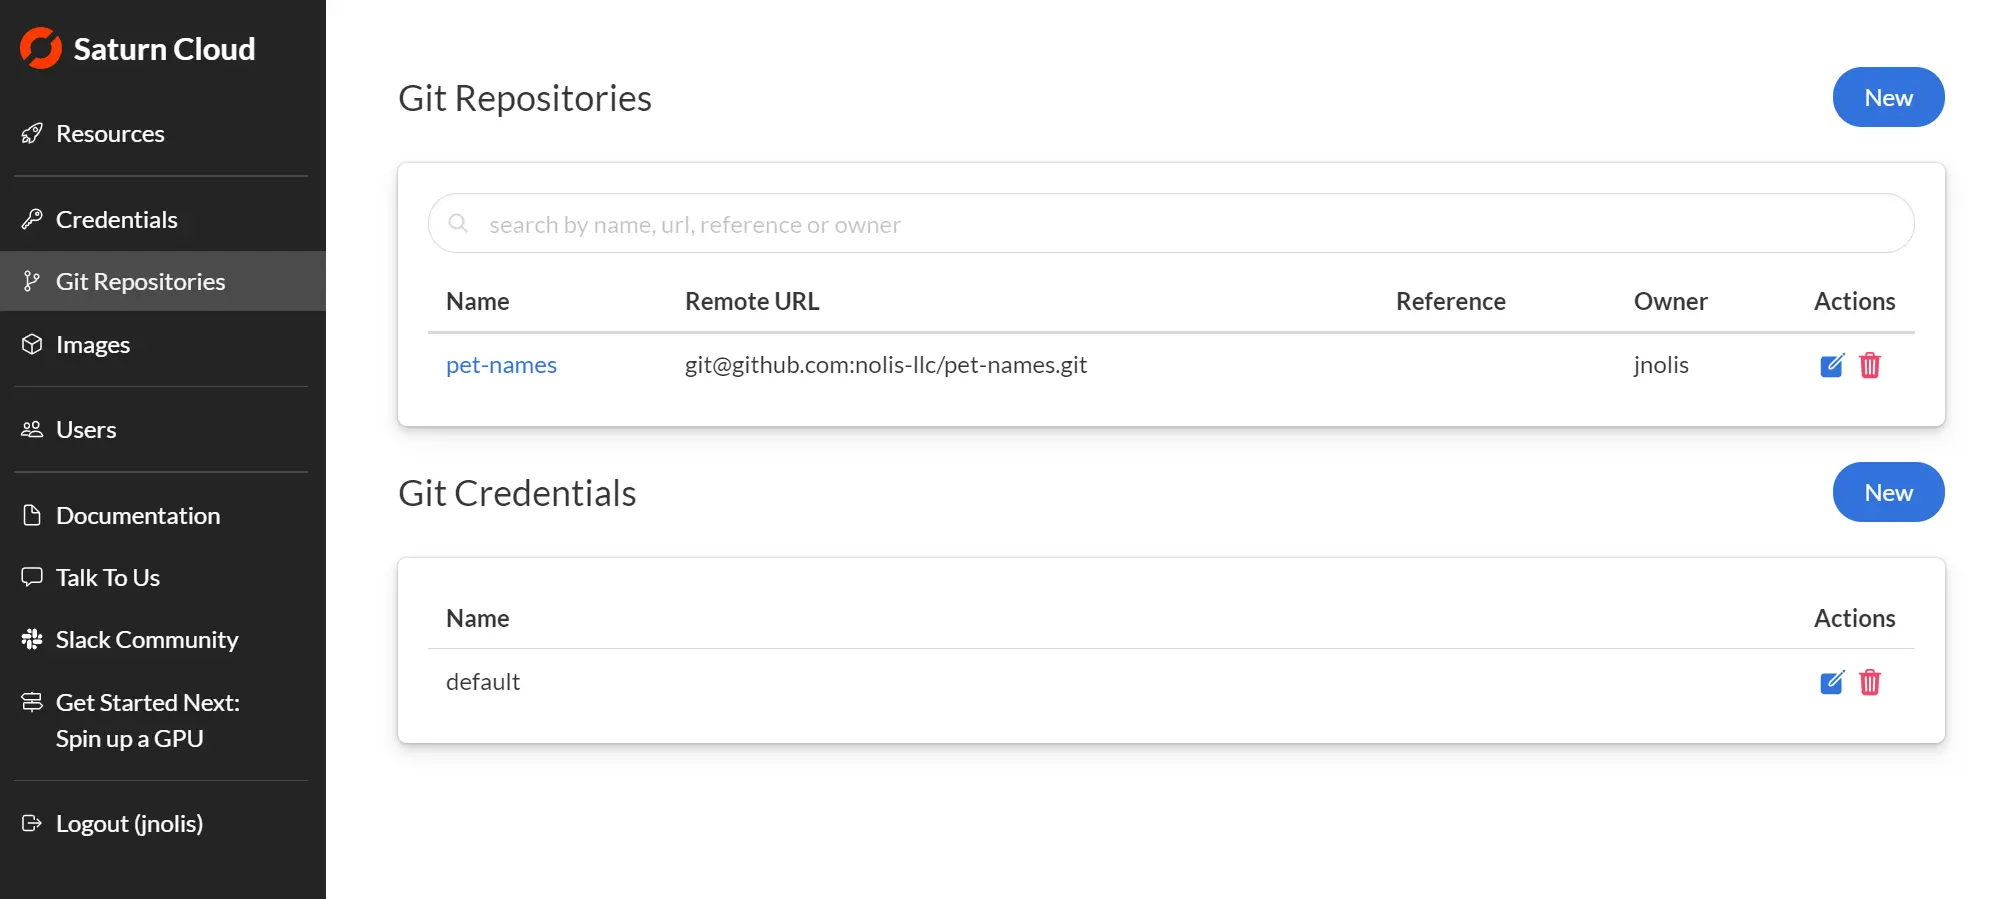 Saturn Cloud
Resources
Credentials
Git Repositories
Images
Users
Documentation
Talk To Us
Slack Community
Get Started Next:
Spin up a GPU
Logout (jnolis)
Git Repositories
New
search by name, url, reference or owner
Name Remote URL Reference Owner Actions
pet-names git@github.com:nolis-llc/pet-names.git jnolis
Git Credentials
New
Name Actions
default